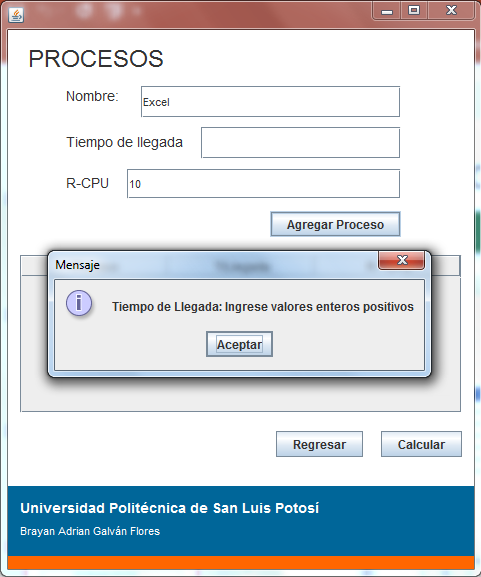 PROCESOS
Nombre:
Excel
Tiempo de llegada
R-CPU
10
Agregar Proceso
Mensaje
Tiempo de Llegada: Ingrese valores enteros positivos
Aceptar
Regresar
Calcular
Universidad Politécnica de San Luis Potosí
Brayan Adrian Galván Flores